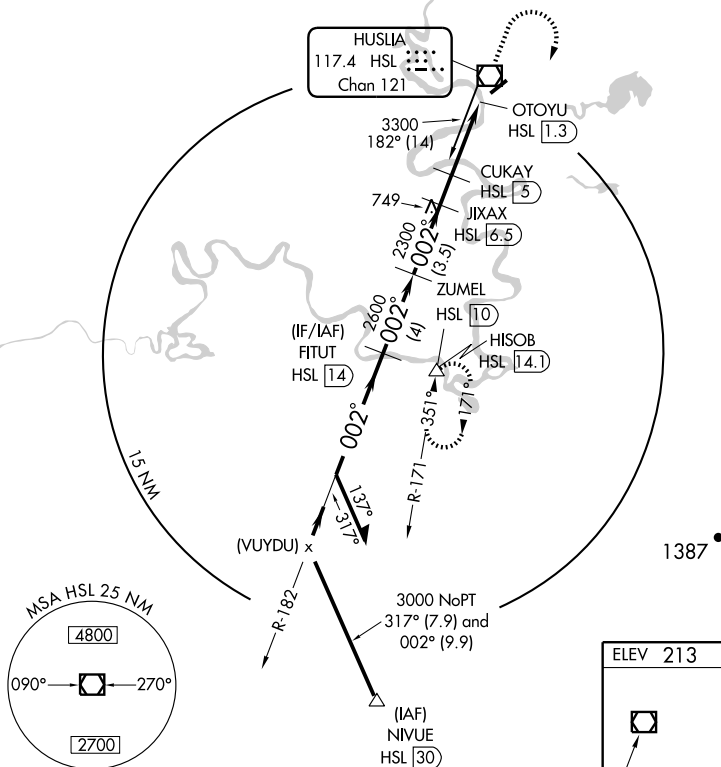 HUSLIA
117.4 HSL
Chan 121
OTOYU
HSL 1.3
3300
182° (14)
CUKAY
HSL 5
749
JIXAX
HSL 6.5
2300
002°
(3.5)
ZUMEL
HSL 10
2600
002°
(4)
(IF/IAF)
FITUT
HSL 14
HISOB
HSL 14.1
002°
351°
171°
R-171
15 NM
137°
317°
(VUYDU) x
1387
R-182
3000 NoPT
317° (7.9) and
002° (9.9)
MSA HSL 25 NM
4800
090°
270°
2700
(IAF)
NIVUE
HSL 30
ELEV 213